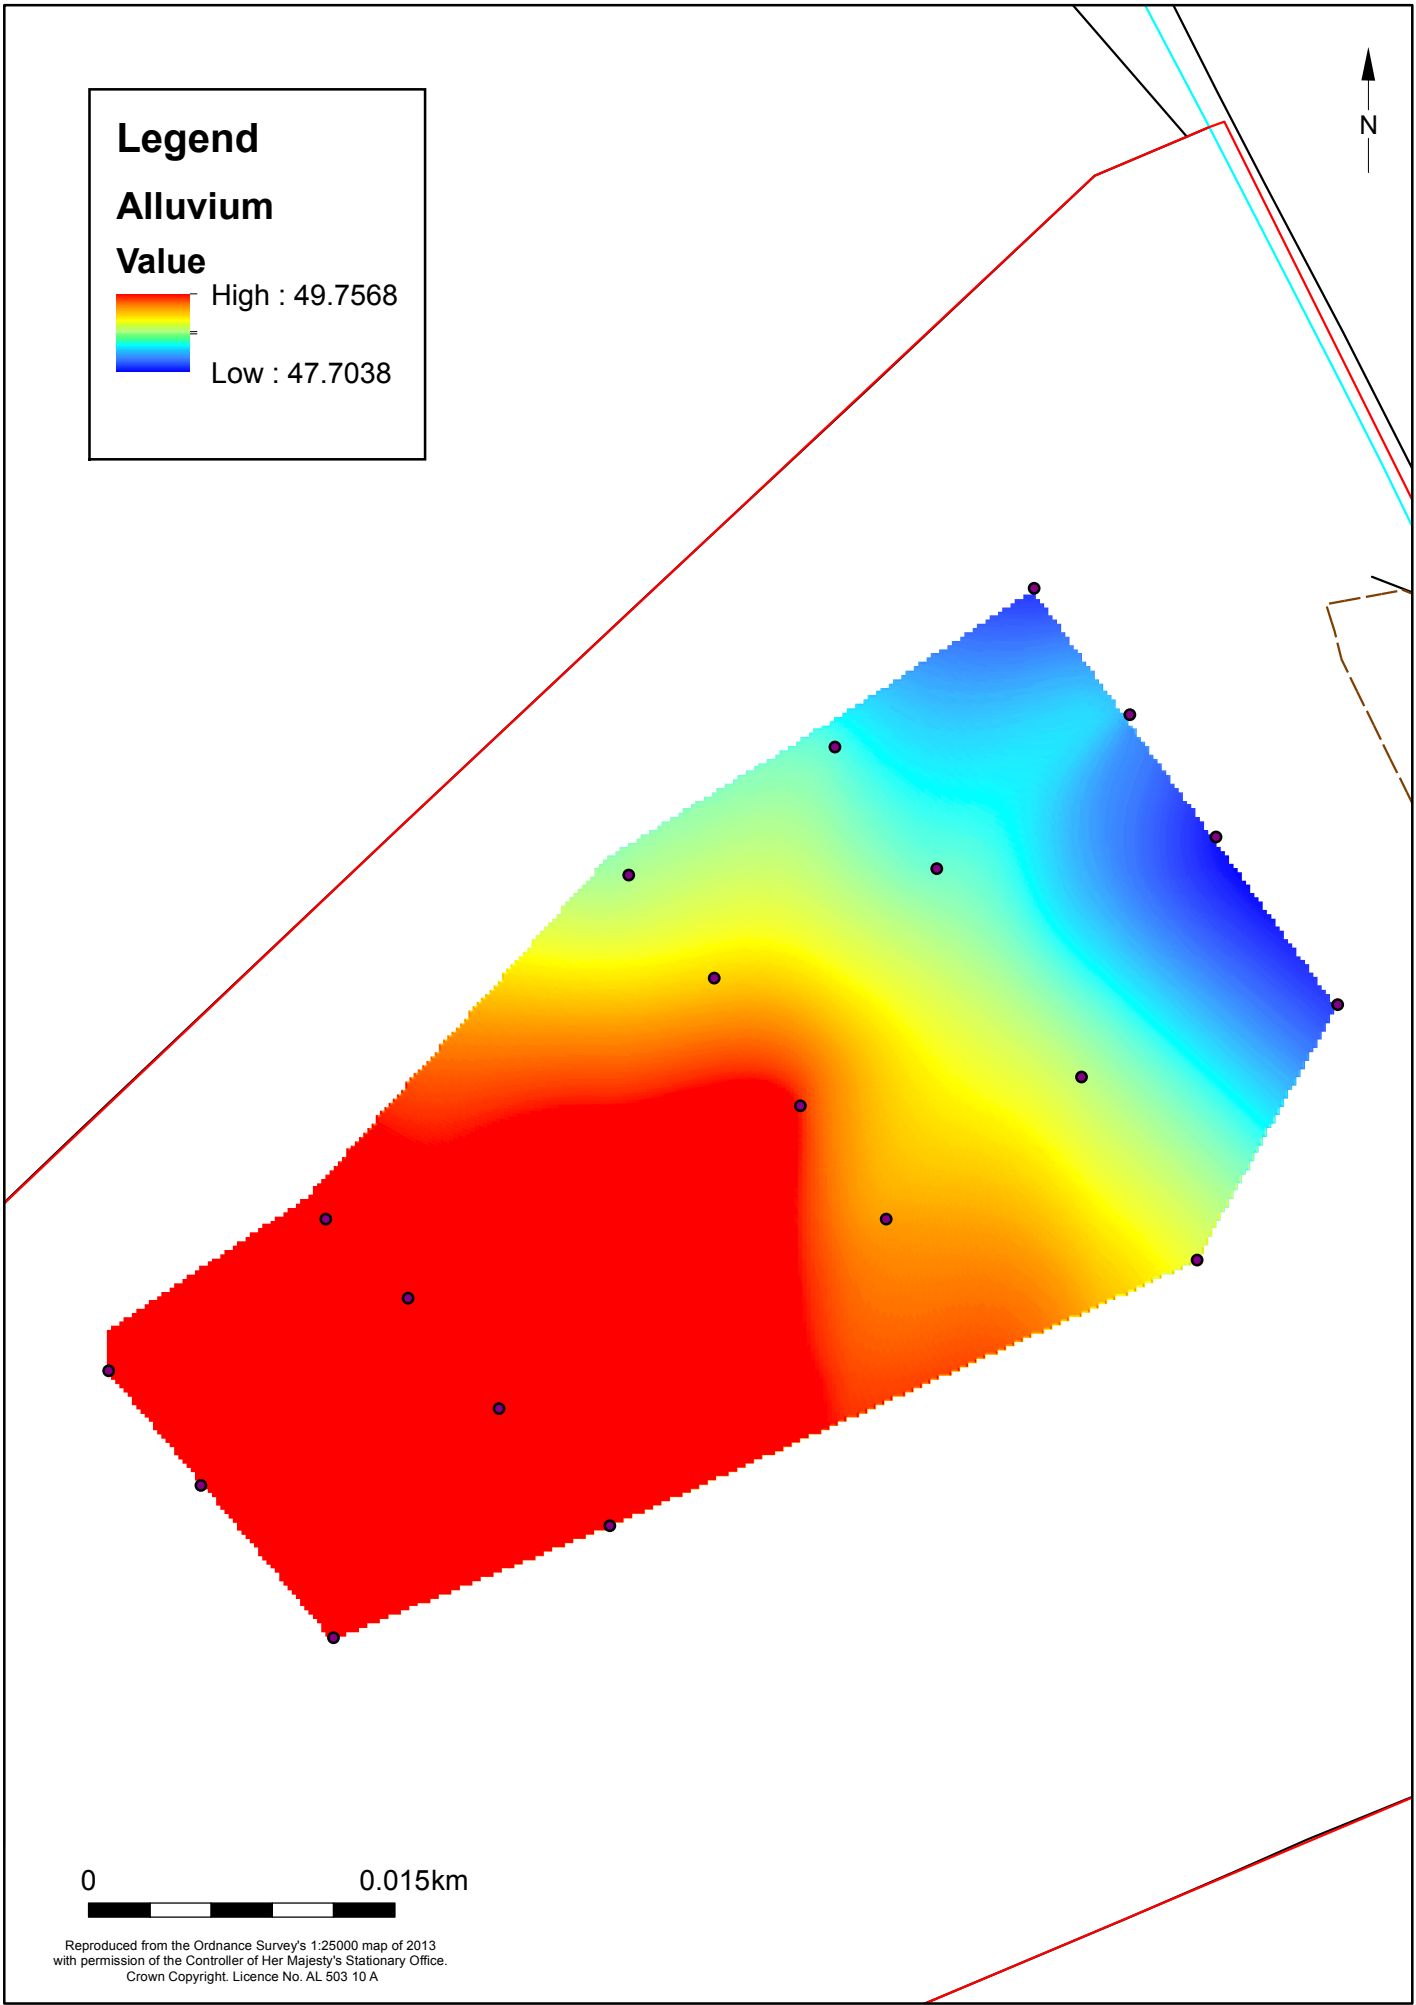 N
Legend
Alluvium
Value
High : 49.7568
Low : 47.7038
0 0.015km
Reproduced from the Ordnance Survey's 1:25000 map of 2013
with permission of the Controller of Her Majesty's Stationary Office.
Crown Copyright. Licence No. AL 503 10 A